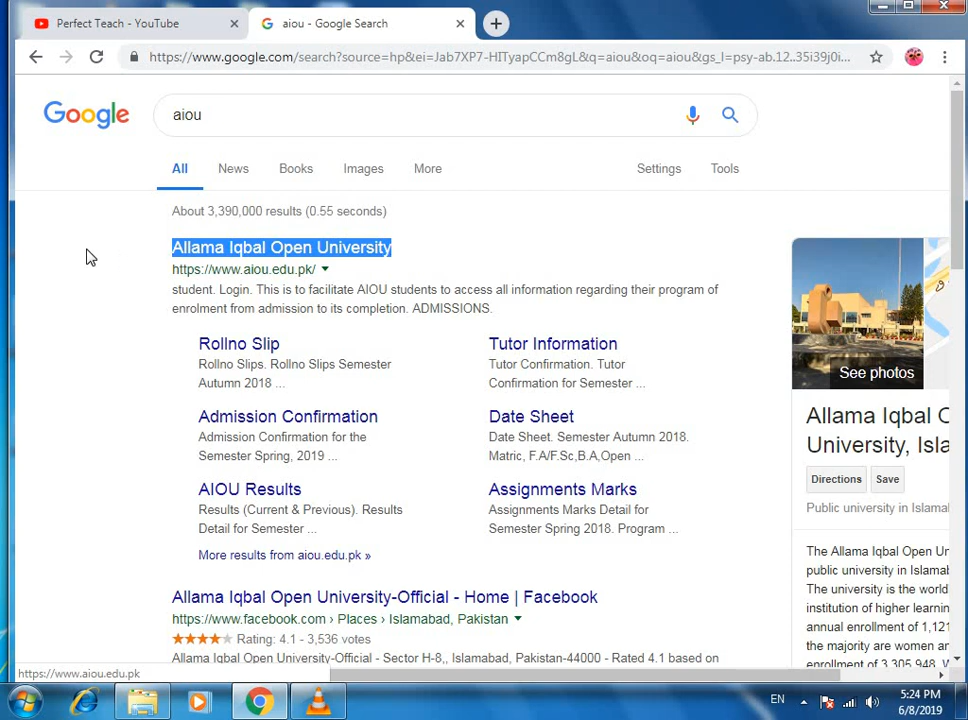 Perfect Teach - YouTube
aiou - Google Search
https://www.google.com/search?source=hp&ei=Jab7XP7-HITyapCCm8gL&q=aiou&oq=aiou&gs_l=psy-ab.12..35i39j0i...
Google
aiou
All News Books Images More Settings Tools
About 3,390,000 results (0.55 seconds)
Allama Iqbal Open University
https://www.aiou.edu.pk/
student. Login. This is to facilitate AIOU students to access all information regarding their program of
enrolment from admission to its completion. ADMISSIONS.
Rollno Slip
Rollno Slips. Rollno Slips Semester
Autumn 2018 ...
Tutor Information
Tutor Confirmation. Tutor
Confirmation for Semester ...
Admission Confirmation
Admission Confirmation for the
Semester Spring, 2019 ...
Date Sheet
Date Sheet. Semester Autumn 2018.
Matric, F.A/F.Sc,B.A,Open ...
AIOU Results
Results (Current & Previous). Results
Detail for Semester ...
Assignments Marks
Assignments Marks Detail for
Semester Spring 2018. Program ...
More results from aiou.edu.pk »
Allama Iqbal Open University-Official - Home | Facebook
https://www.facebook.com › Places › Islamabad, Pakistan
Rating: 4.1 - 3,536 votes
Allama Iqbal Open University-Official - Sector H-8,, Islamabad, Pakistan-44000 - Rated 4.1 based on
See photos
Allama Iqbal O
University, Isla
Directions Save
Public university in Islamab
The Allama Iqbal Open Un
public university in Islamab
The university is the world
institution of higher learnin
annual enrollment of 1,121
the majority are women an
enrollment of 3,305,948. W
https://www.aiou.edu.pk
EN
5:24 PM
6/8/2019